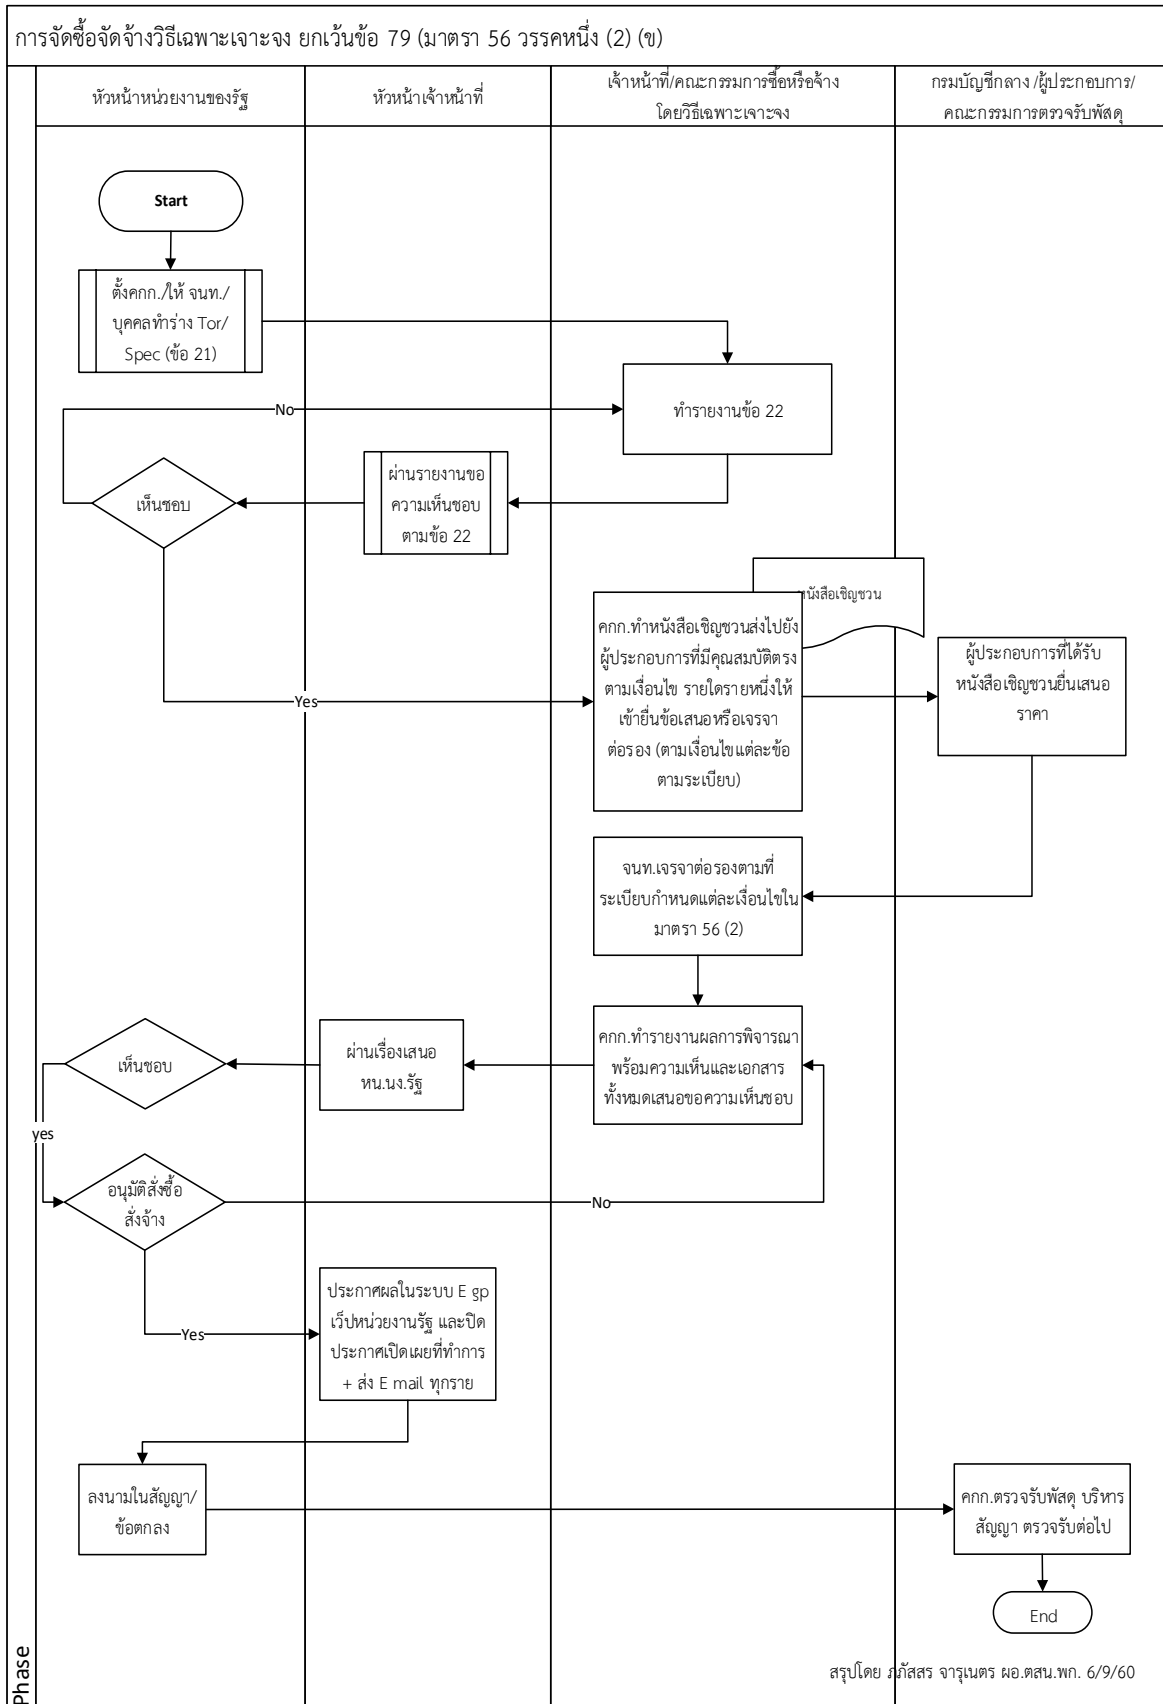 การจัดซื้อจัดจ้างวิธีเฉพาะเจาะจง ยกเว้นข้อ 79 (มาตรา 56 วรรคหนึ่ง (2) (ข)
หัวหน้าหน่วยงานของรัฐ
หัวหน้าเจ้าหน้าที่
เจ้าหน้าที่/คณะกรรมการซื้อหรือจ้าง
โดยวิธีเฉพาะเจาะจง
กรมบัญชีกลาง /ผู้ประกอบการ/
คณะกรรมการตรวจรับพัสดุ
Start
ตั้งคกก./ให้ จนท./
บุคคลทำร่าง Tor/
Spec (ข้อ 21)
ทำรายงานข้อ 22
No
ผ่านรายงานขอ
ความเห็นชอบ
ตามข้อ 22
เห็นชอบ
หนังสือเชิญชวน
คกก.ทำหนังสือเชิญชวนส่งไปยัง
ผู้ประกอบการที่มีคุณสมบัติตรง
ตามเงื่อนไข รายใดรายหนึ่งให้
เข้ายื่นข้อเสนอหรือเจรจา
ต่อรอง (ตามเงื่อนไขแต่ละข้อ
ตามระเบียบ)
Yes
ผู้ประกอบการที่ได้รับ
หนังสือเชิญชวนยื่นเสนอ
ราคา
จนท.เจรจาต่อรองตามที่
ระเบียบกำหนดแต่ละเงื่อนไขใน
มาตรา 56 (2)
คกก.ทำรายงานผลการพิจารณา
พร้อมความเห็นและเอกสาร
ทั้งหมดเสนอขอความเห็นชอบ
ผ่านเรื่องเสนอ
หน.นง.รัฐ
เห็นชอบ
yes
อนุมัติสั่งซื้อ
สั่งจ้าง
No
Yes
ประกาศผลในระบบ E gp
เว็ปหน่วยงานรัฐ และปิด
ประกาศเปิดเผยที่ทำการ
+ ส่ง E mail ทุกราย
ลงนามในสัญญา/
ข้อตกลง
คกก.ตรวจรับพัสดุ บริหาร
สัญญา ตรวจรับต่อไป
End
สรุปโดย ภภัสสร จารุเนตร ผอ.ตสน.พก. 6/9/60
Phase